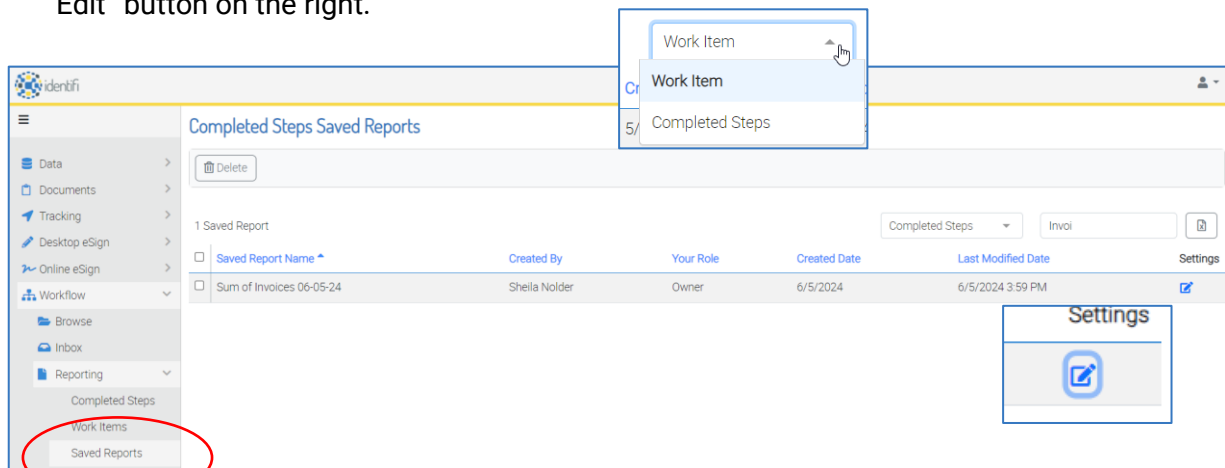 Edit" button on the right.
Work Item
identifi
Cr
Work Item
Completed Steps Saved Reports
5/
Completed Steps
Data
Delete
Documents
Tracking
1 Saved Report
Completed Steps
Invoi
Desktop eSign
Saved Report Name
Created By
Your Role
Created Date
Last Modified Date
Settings
Online eSign
Sum of Invoices 06-05-24
Sheila Nolder
Owner
6/5/2024
6/5/2024 3:59 PM
Workflow
Browse
Settings
Inbox
Reporting
Completed Steps
Work Items
Saved Reports